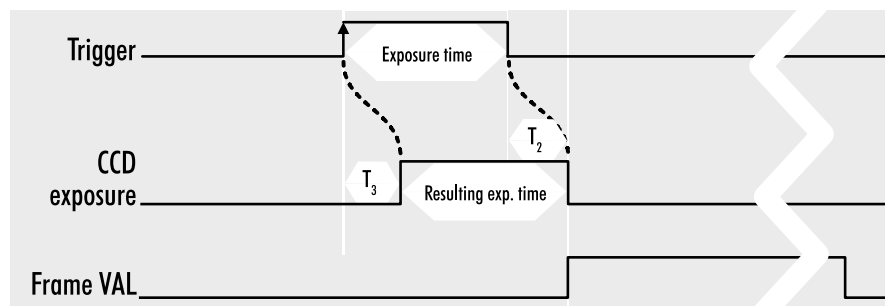 Trigger
Exposure time
T2
CCD
exposure
T3
Resulting exp. time
Frame VAL